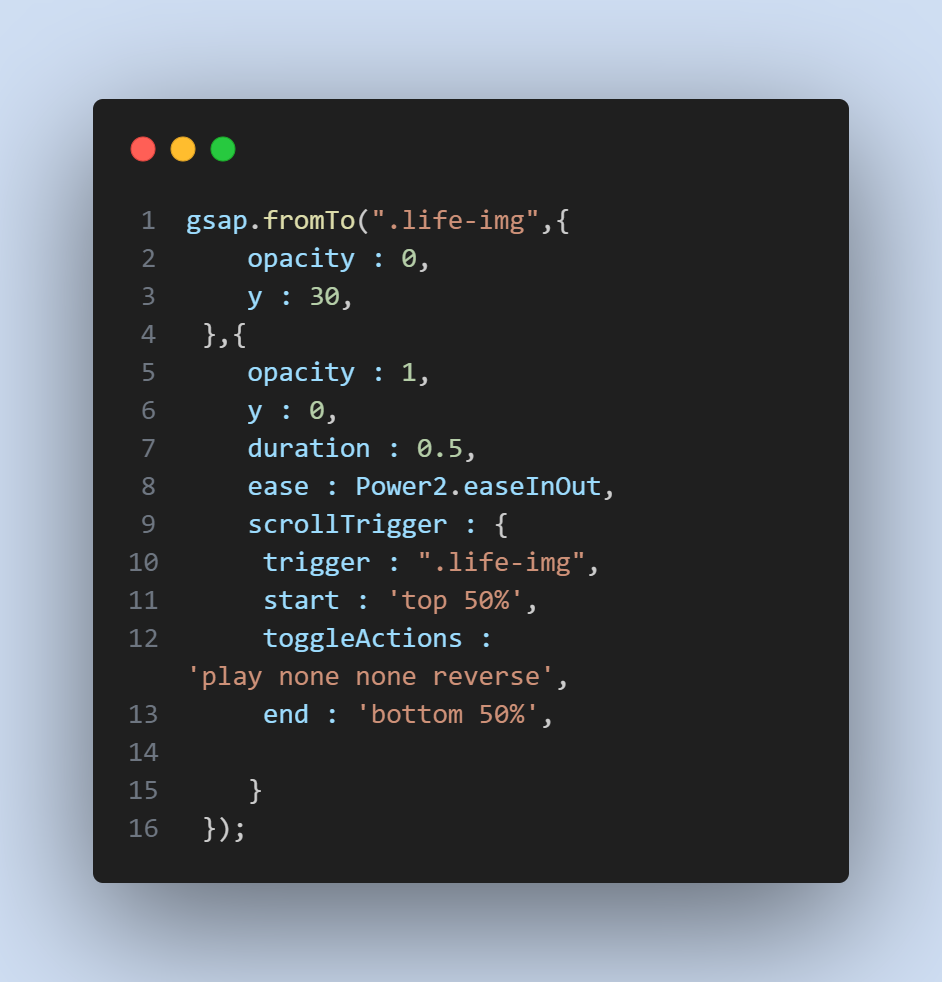 1 gsap.fromTo(".life-img",{
2     opacity : 0,
3     y : 30,
4  },{
5     opacity : 1,
6     y : 0,
7     duration : 0.5,
8     ease : Power2.easeInOut,
9     scrollTrigger : {
10      trigger : ".life-img",
11      start : 'top 50%',
12      toggleActions :
'play none none reverse',
13      end : 'bottom 50%',
14
15     }
16  });